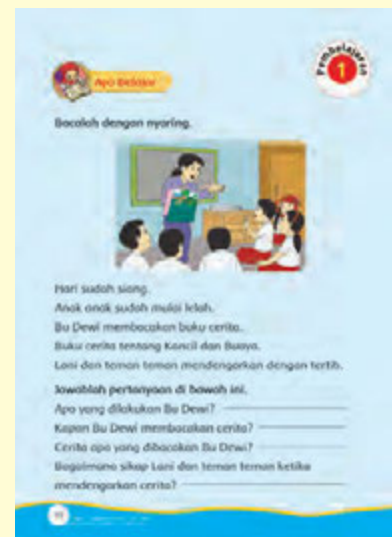 Pembelajaran
1
Ayo Belajar
Bacalah dengan nyaring.
Hari sudah siang.
Anak anak sudah mulai lelah.
Bu Dewi membacakan buku cerita.
Buku cerita tentang Kancil dan Buaya.
Lani dan teman teman mendengarkan dengan tertib.
Jawablah pertanyaan di bawah ini.
Apa yang dilakukan Bu Dewi?
Kapan Bu Dewi membacakan cerita?
Cerita apa yang dibacakan Bu Dewi?
Bagaimana sikap Lani dan teman teman ketika
mendengarkan cerita?